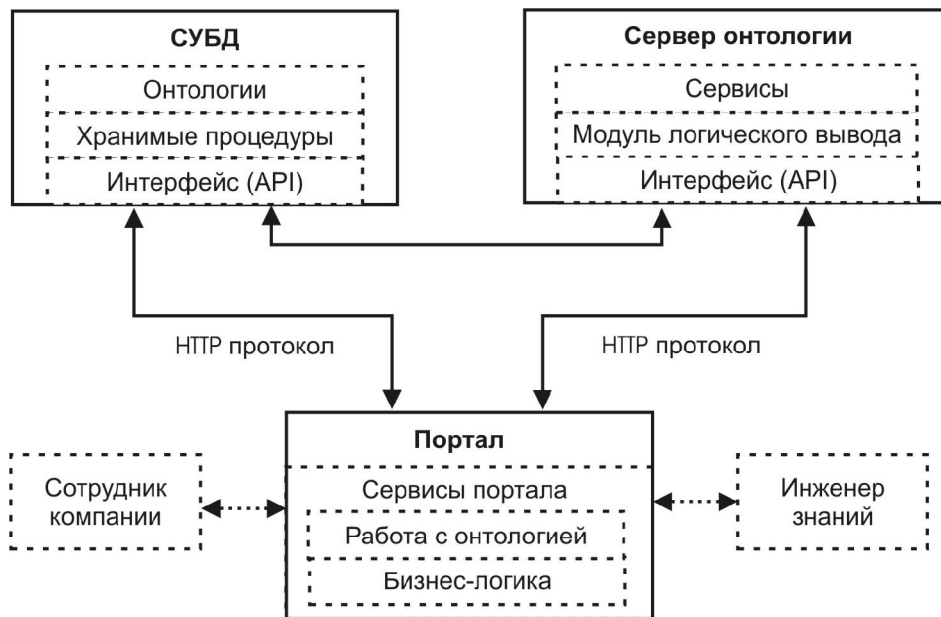 СУБД
Онтологии
Хранимые процедуры
Интерфейс (API)
Сервер онтологии
Сервисы
Модуль логического вывода
Интерфейс (API)
HTTP протокол
HTTP протокол
Портал
Сервисы портала
Работа с онтологией
Бизнес-логика
Сотрудник
компании
Инженер
знаний